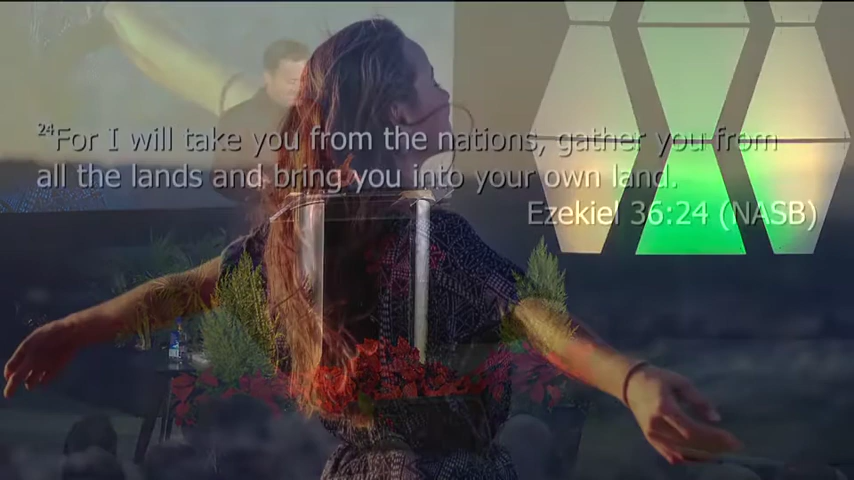 24For I will take you from the nations, gather you from
all the lands and bring you into your own land.
Ezekiel 36:24 (NASB)